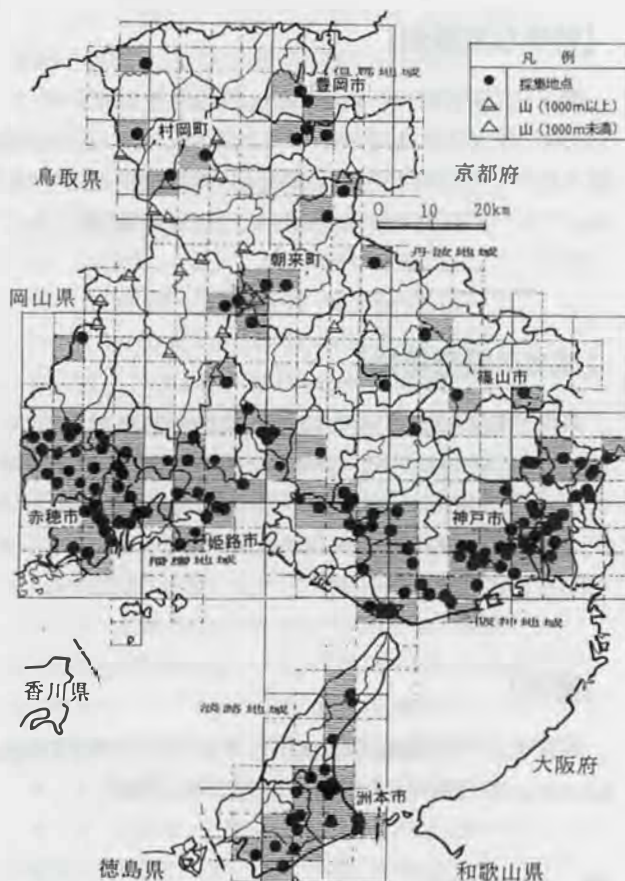 凡 例
採集地点
山（1000m以上）
山（1000m未満）
但馬地域
豊岡市
村岡町
鳥取県
京都府
0 10 20km
丹波地域
朝来町
岡山県
篠山市
赤穂市
神戸市
姫路市
播磨地域
阪神地域
香川県
淡路地域
大阪府
洲本市
徳島県
和歌山県